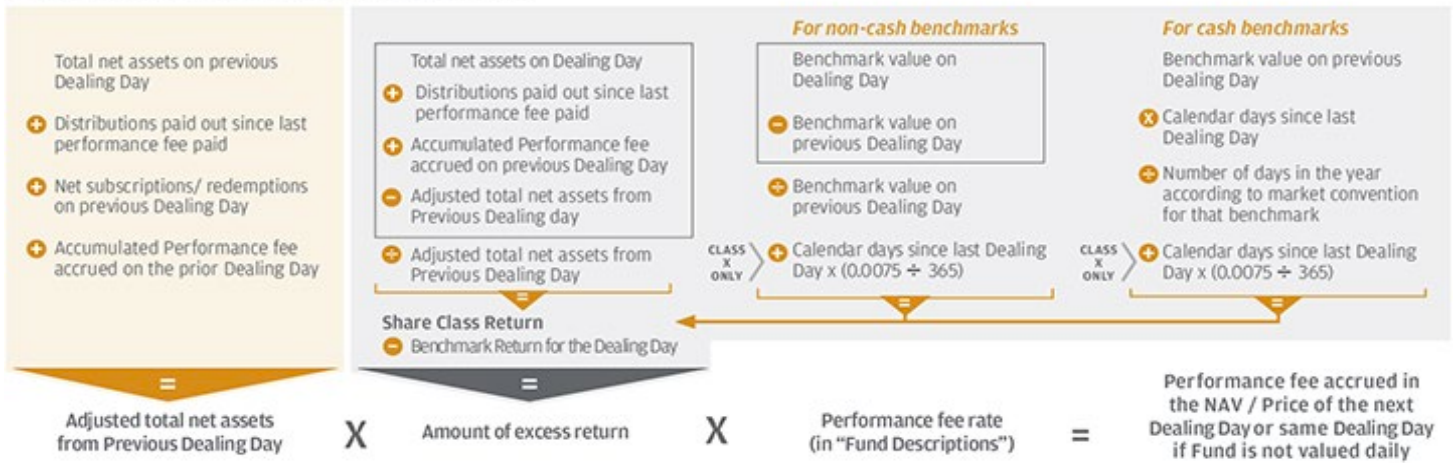 Total net assets on previous
Dealing Day
+ Distributions paid out since last
performance fee paid
+ Net subscriptions/ redemptions
on previous Dealing Day
+ Accumulated Performance fee
accrued on the prior Dealing Day
=
Adjusted total net assets
from Previous Dealing Day
X
Total net assets on Dealing Day
+ Distributions paid out since last
performance fee paid
+ Accumulated Performance fee
accrued on previous Dealing Day
− Adjusted total net assets from
Previous Dealing day
÷ Adjusted total net assets from
Previous Dealing Day
=
Share Class Return
− Benchmark Return for the Dealing Day
=
Amount of excess return
For non-cash benchmarks
Benchmark value on
Dealing Day
− Benchmark value on
previous Dealing Day
÷ Benchmark value on
previous Dealing Day
CLASS
X
ONLY
+ Calendar days since last Dealing
Day x (0.0075 ÷ 365)
=
For cash benchmarks
Benchmark value on previous
Dealing Day
x Calendar days since last
Dealing Day
÷ Number of days in the year
according to market convention
for that benchmark
CLASS
X
ONLY
+ Calendar days since last Dealing
Day x (0.0075 ÷ 365)
=
X
Performance fee rate
(in “Fund Descriptions”)
=
Performance fee accrued in
the NAV / Price of the next
Dealing Day or same Dealing Day
if Fund is not valued daily